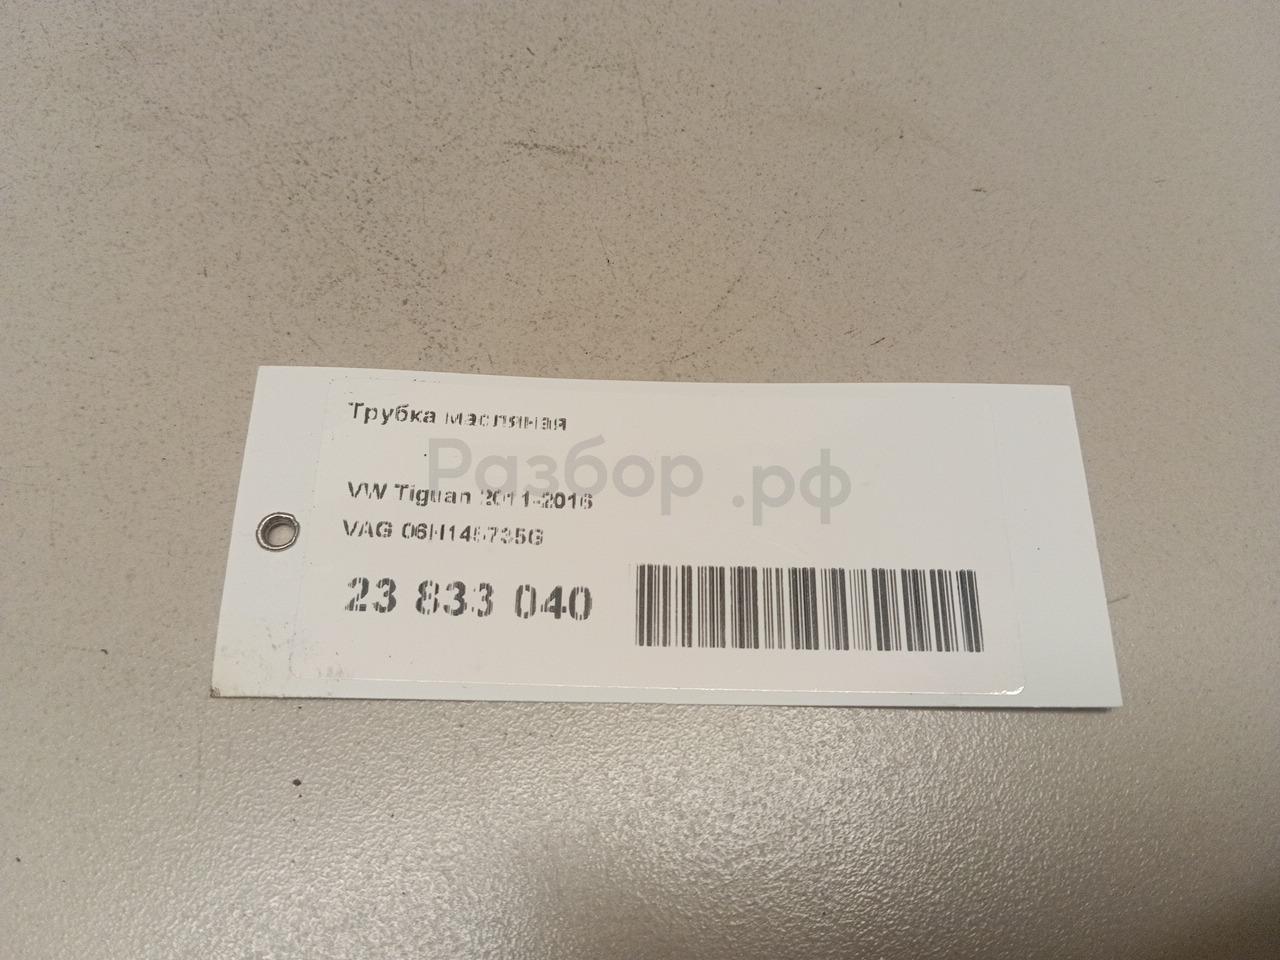 Трубка масляная
Разбор.рф
VW Tiguan 2011-2016
VAG 06H145735G
23 833 040